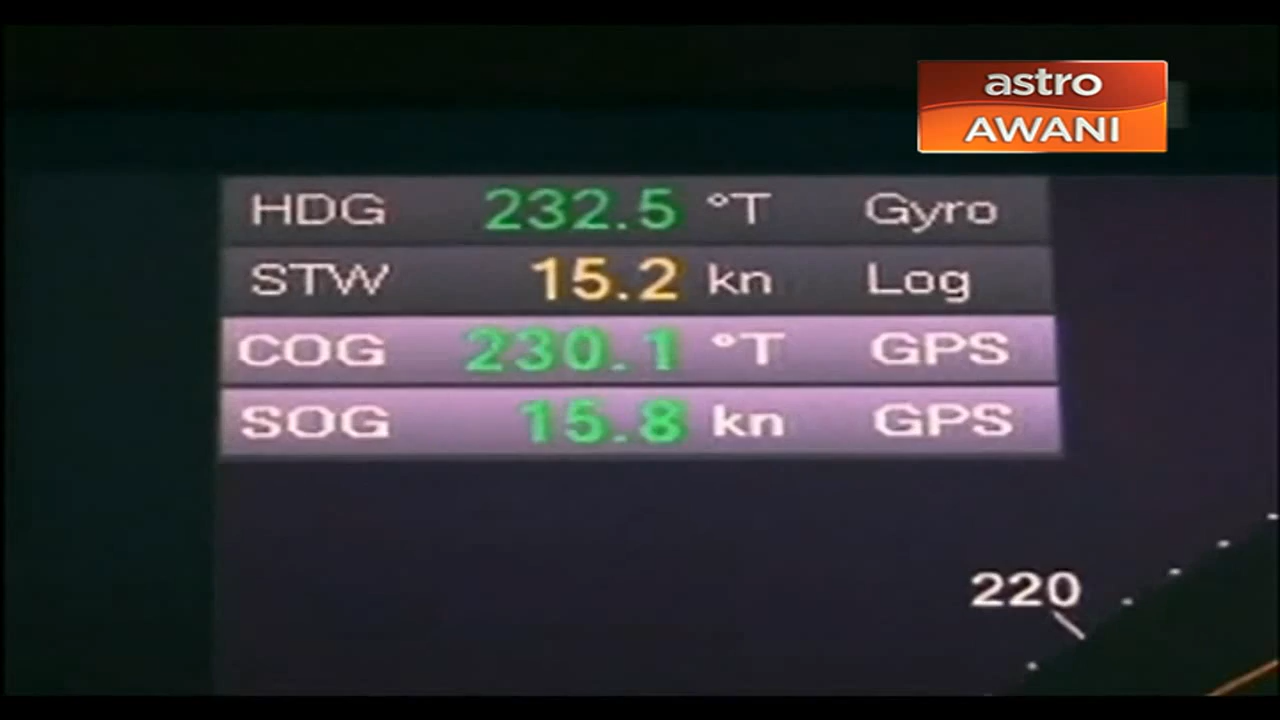 astro
AWANI
HDG 232.5 °T Gyro
STW 15.2 kn Log
COG 230.1 °T GPS
SOG 15.8 kn GPS
220